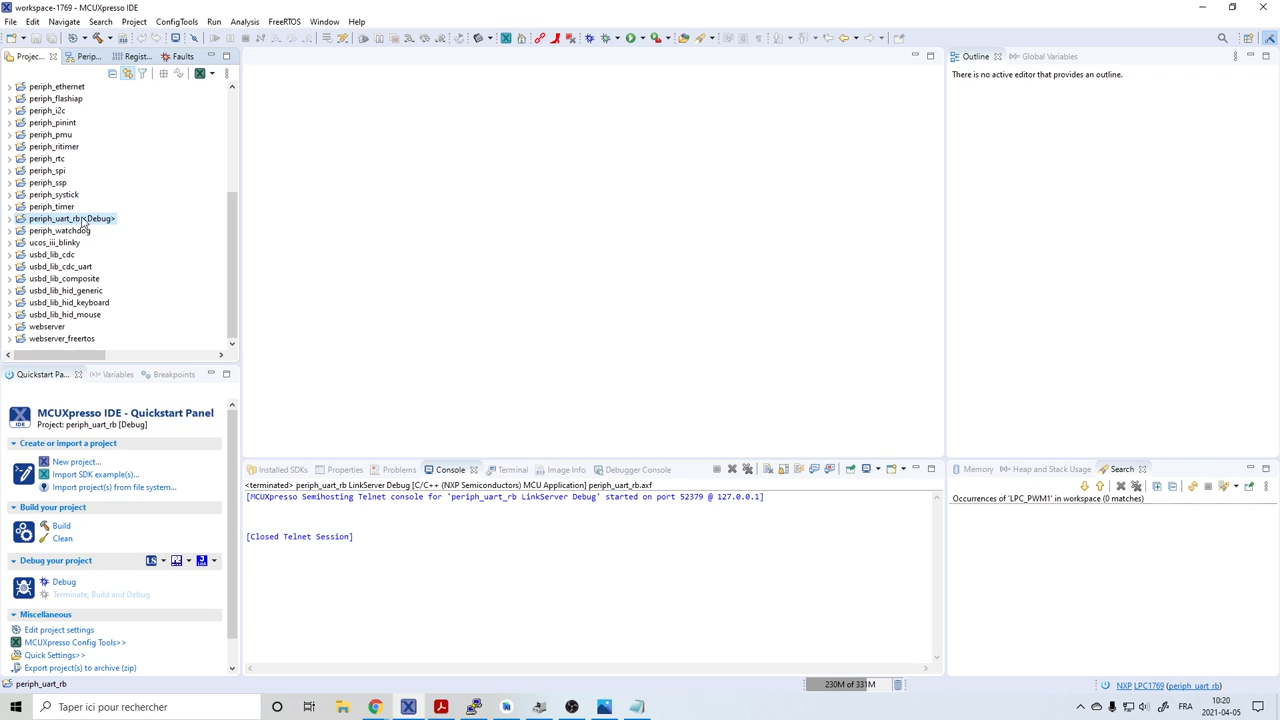 workspace-1769 - MCUXpresso IDE
File Edit Navigate Search Project ConfigTools Run Analysis FreeRTOS Window Help
Projec... Perip... Regist... Faults
periph_ethernet
periph_flashiap
periph_i2c
periph_pinint
periph_pmu
periph_ritimer
periph_rtc
periph_spi
periph_ssp
periph_systick
periph_timer
periph_uart_rb <Debug>
periph_watchdog
ucos_iii_blinky
usbd_lib_cdc
usbd_lib_cdc_uart
usbd_lib_composite
usbd_lib_hid_generic
usbd_lib_hid_keyboard
usbd_lib_hid_mouse
webserver
webserver_freertos
Outline Global Variables
There is no active editor that provides an outline.
Quickstart Pa... (x)= Variables Breakpoints
IDE
MCUXpresso IDE - Quickstart Panel
Project: periph_uart_rb [Debug]
Create or import a project
New project...
Import SDK example(s)...
Import project(s) from file system...
Build your project
Build
Clean
Debug your project LS
Debug
Terminate, Build and Debug
Miscellaneous
Edit project settings
MCUXpresso Config Tools>>
Quick Settings>>
Export project(s) to archive (zip)
Installed SDKs Properties Problems Console Terminal Image Info Debugger Console
<terminated> periph_uart_rb LinkServer Debug [C/C++ (NXP Semiconductors) MCU Application] periph_uart_rb.axf
[MCUXpresso Semihosting Telnet console for 'periph_uart_rb LinkServer Debug' started on port 52379 @ 127.0.0.1]
[Closed Telnet Session]
Memory Heap and Stack Usage Search
Occurrences of 'LPC_PWM1' in workspace (0 matches)
periph_uart_rb
230M of 331M
NXP LPC1769 (periph_uart_rb)
Taper ici pour rechercher
FRA
10:20
2021-04-05